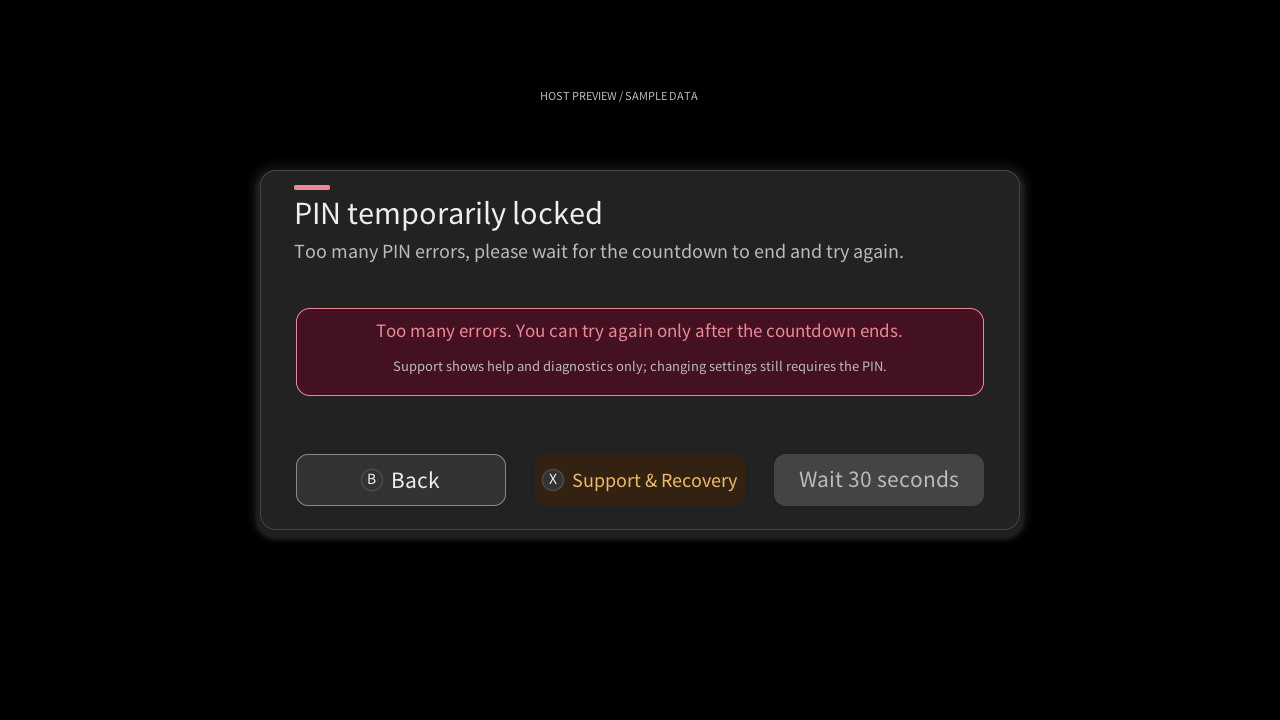 HOST PREVIEW / SAMPLE DATA
PIN temporarily locked
Too many PIN errors, please wait for the countdown to end and try again.
Too many errors. You can try again only after the countdown ends.
Support shows help and diagnostics only; changing settings still requires the PIN.
B Back
X Support & Recovery
Wait 30 seconds